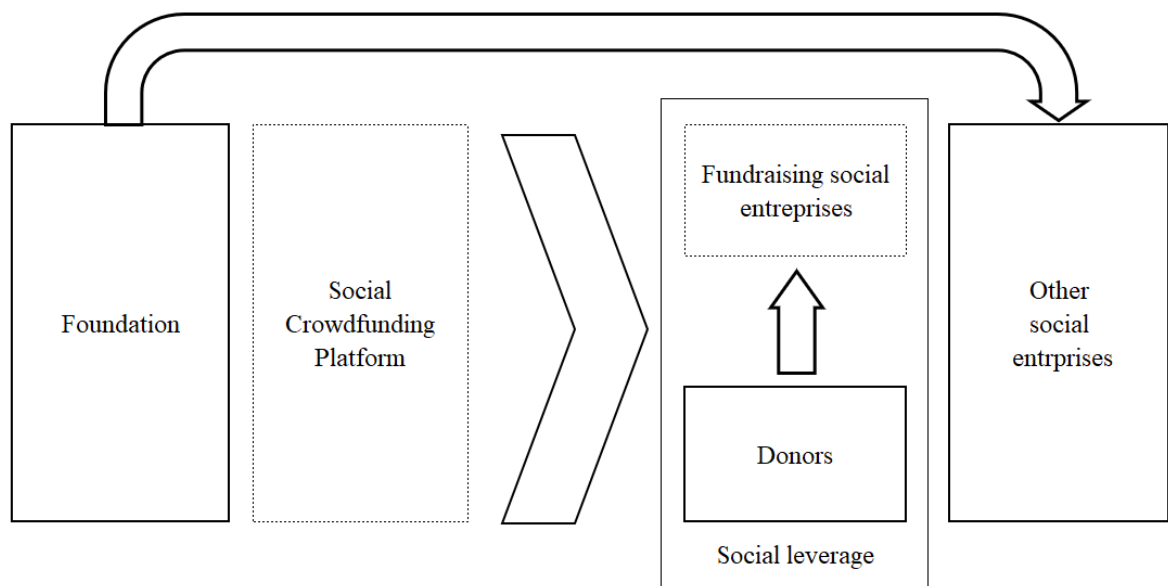 Foundation
Social
Crowdfunding
Platform
Fundraising social
entreprises
Donors
Social leverage
Other
social
entrprises